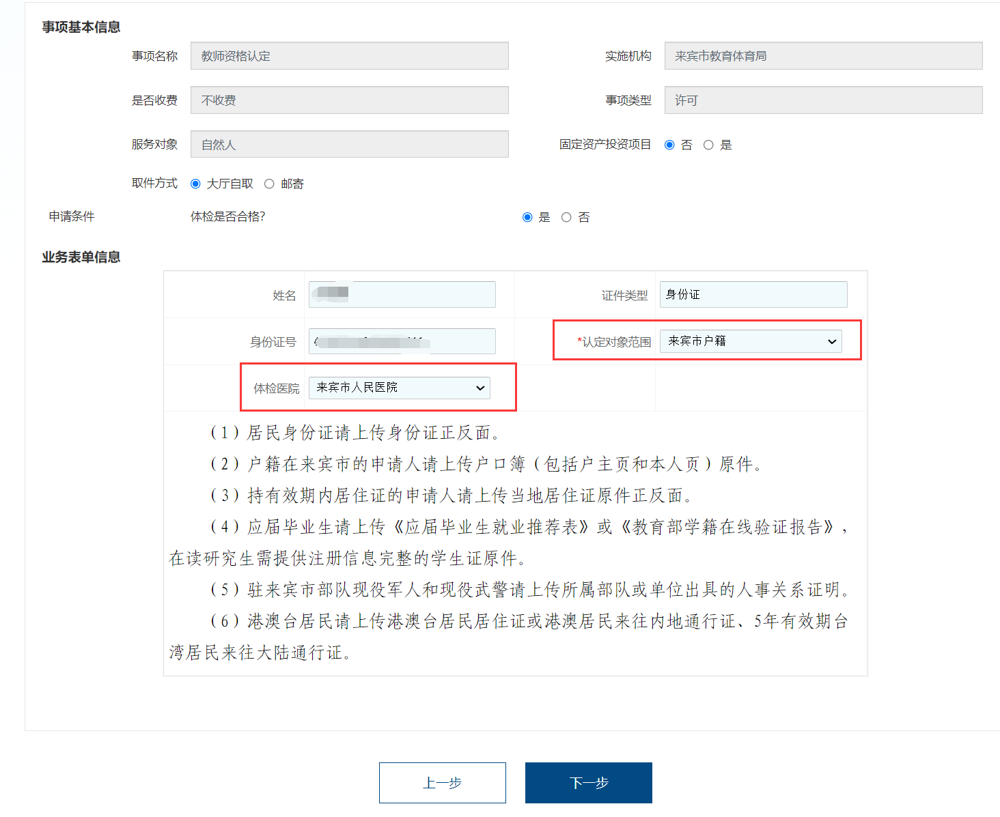 事项基本信息
事项名称 教师资格认定 实施机构 来宾市教育体育局
是否收费 不收费 事项类型 许可
服务对象 自然人 固定资产投资项目 否 是
取件方式 大厅自取 邮寄
申请条件 体检是否合格? 是 否
业务表单信息
姓名 证件类型 身份证
身份证号 *认定对象范围 来宾市户籍
体检医院 来宾市人民医院
（1）居民身份证请上传身份证正反面。
（2）户籍在来宾市的申请人请上传户口簿（包括户主页和本人页）原件。
（3）持有效期内居住证的申请人请上传当地居住证原件正反面。
（4）应届毕业生请上传《应届毕业生就业推荐表》或《教育部学籍在线验证报告》，
在读研究生需提供注册信息完整的学生证原件。
（5）驻来宾市部队现役军人和现役武警请上传所属部队或单位出具的人事关系证明。
（6）港澳台居民请上传港澳台居民居住证或港澳居民来往内地通行证、5年有效期台
湾居民来往大陆通行证。
上一步 下一步